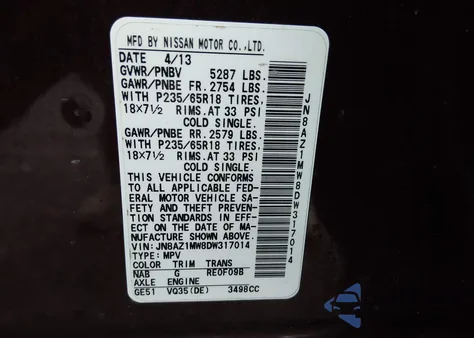 MFD BY NISSAN MOTOR CO.,LTD.
DATE 4/13
GVWR/PNBV 5287 LBS.
GAWR/PNBE FR. 2754 LBS.
WITH P235/65R18 TIRES.
18X7½ RIMS.AT 33 PSI
COLD SINGLE.
GAWR/PNBE RR. 2579 LBS.
WITH P235/65R18 TIRES.
18X7½ RIMS.AT 33 PSI
COLD SINGLE.
THIS VEHICLE CONFORMS
TO ALL APPLICABLE FED-
ERAL MOTOR VEHICLE SA-
FETY AND THEFT PREVEN-
TION STANDARDS IN EFF-
ECT ON THE DATE OF MA-
NUFACTURE SHOWN ABOVE.
VIN: JN8AZ1MW8DW317014
TYPE: MPV
COLOR TRIM TRANS
NAB G RE0F09B
AXLE ENGINE
GE51 VQ35(DE) 3498CC
JN8AZ1MW8DW317014